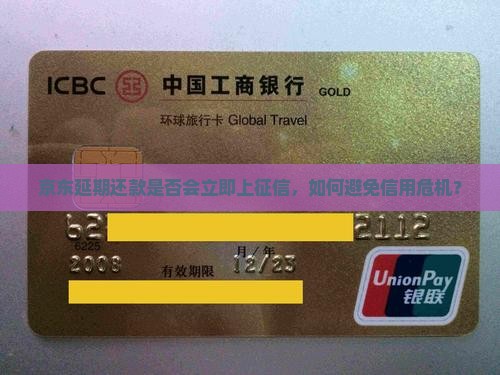 ICBC 中国工商银行 GOLD
环球旅行卡 Global Travel
京东延期还款是否会立即上征信，如何避免信用危机？
62 2112
6225
月/年
2008 有效期限 12/23
UnionPay
银联